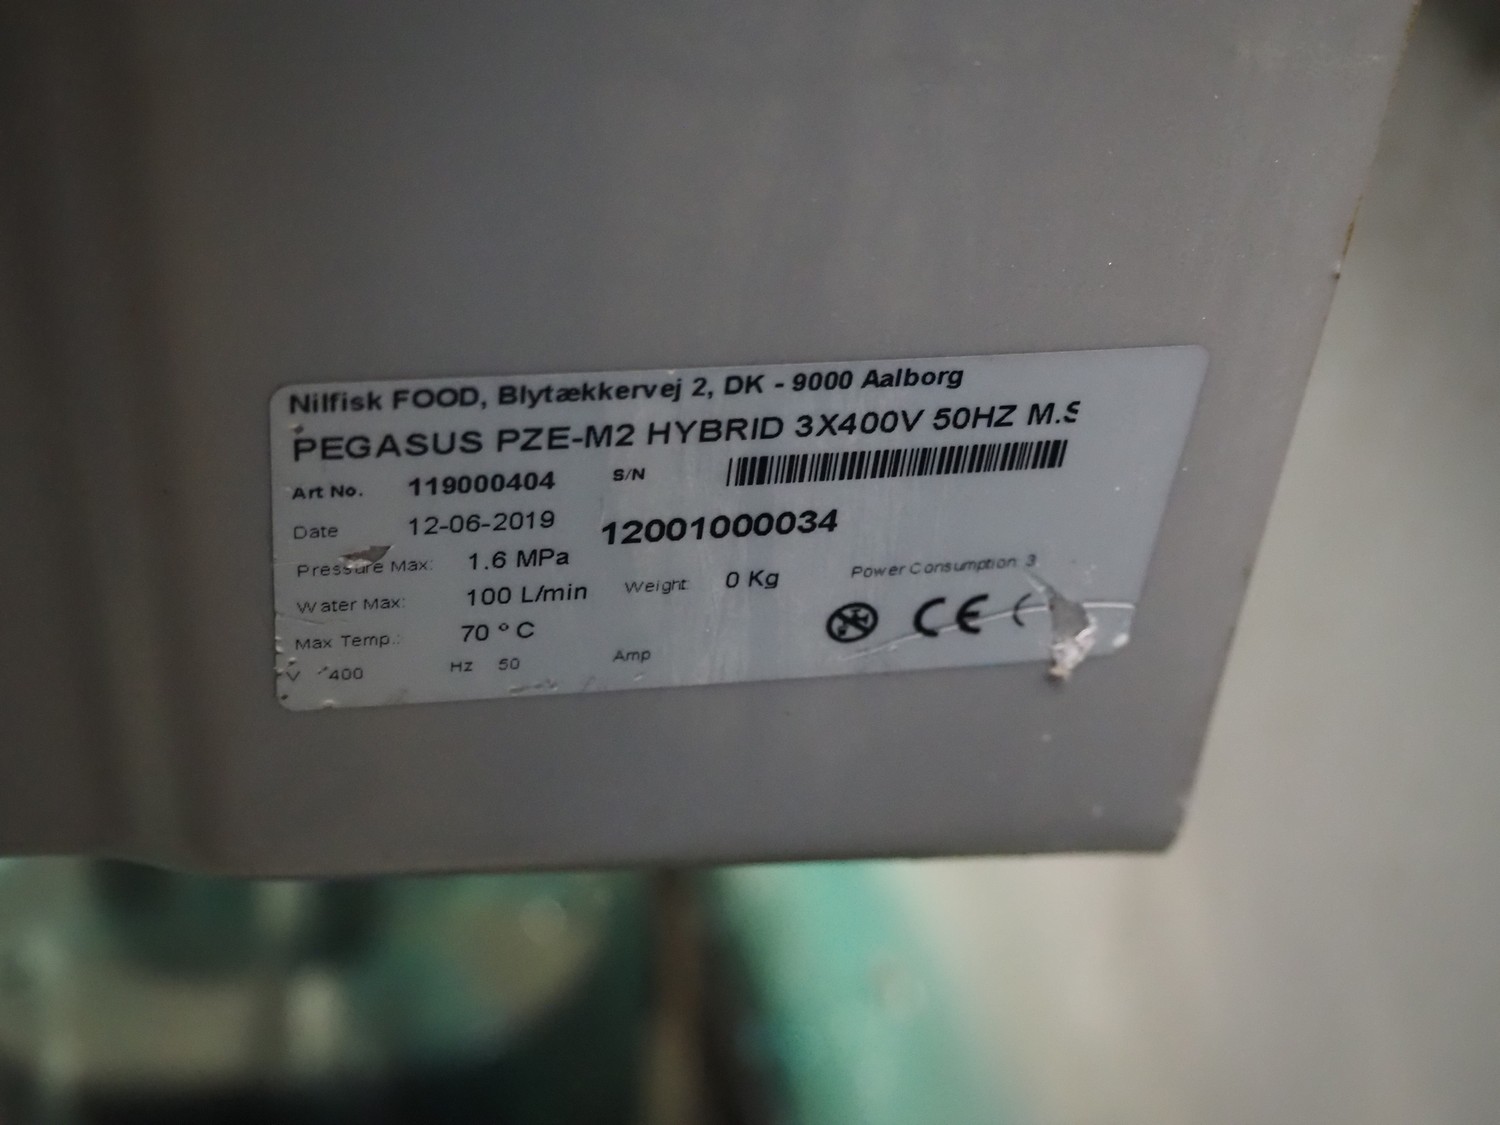 Nilfisk FOOD, Blytækkervej 2, DK - 9000 Aalborg
PEGASUS PZE-M2 HYBRID 3X400V 50HZ M.S
Art No. 119000404 S/N
Date 12-06-2019 12001000034
Pressure Max: 1.6 MPa
Water Max: 100 L/min Weight: 0 Kg Power Consumption: 3
Max Temp.: 70 °C CE
V 400 Hz 50 Amp